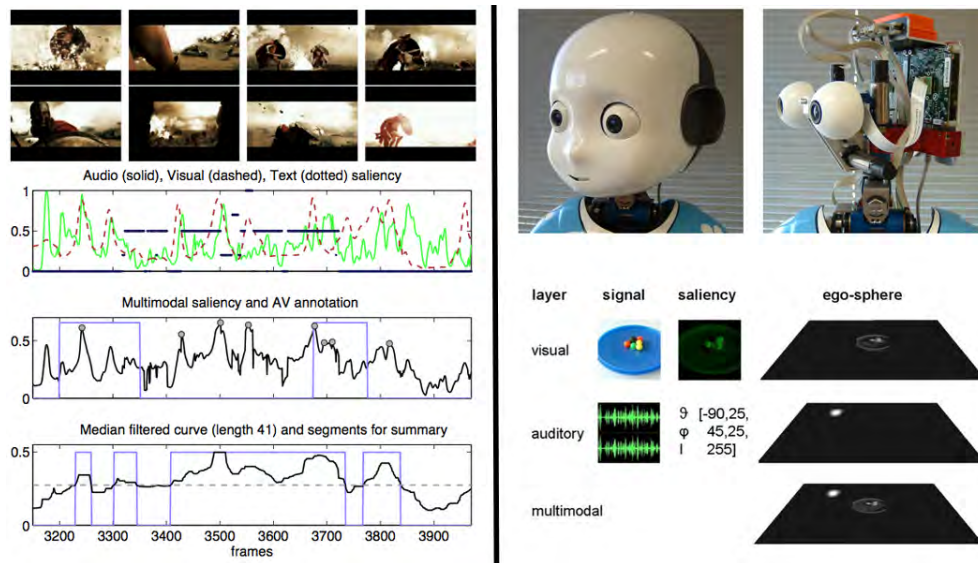 Audio (solid), Visual (dashed), Text (dotted) saliency
1
0.5
0
Multimodal saliency and AV annotation
0.5
0
Median filtered curve (length 41) and segments for summary
0.5
0
3200 3300 3400 3500 3600 3700 3800 3900
frames
layer signal saliency ego-sphere
visual
auditory
ϑ [-90,25,
φ 45,25,
I 255]
multimodal